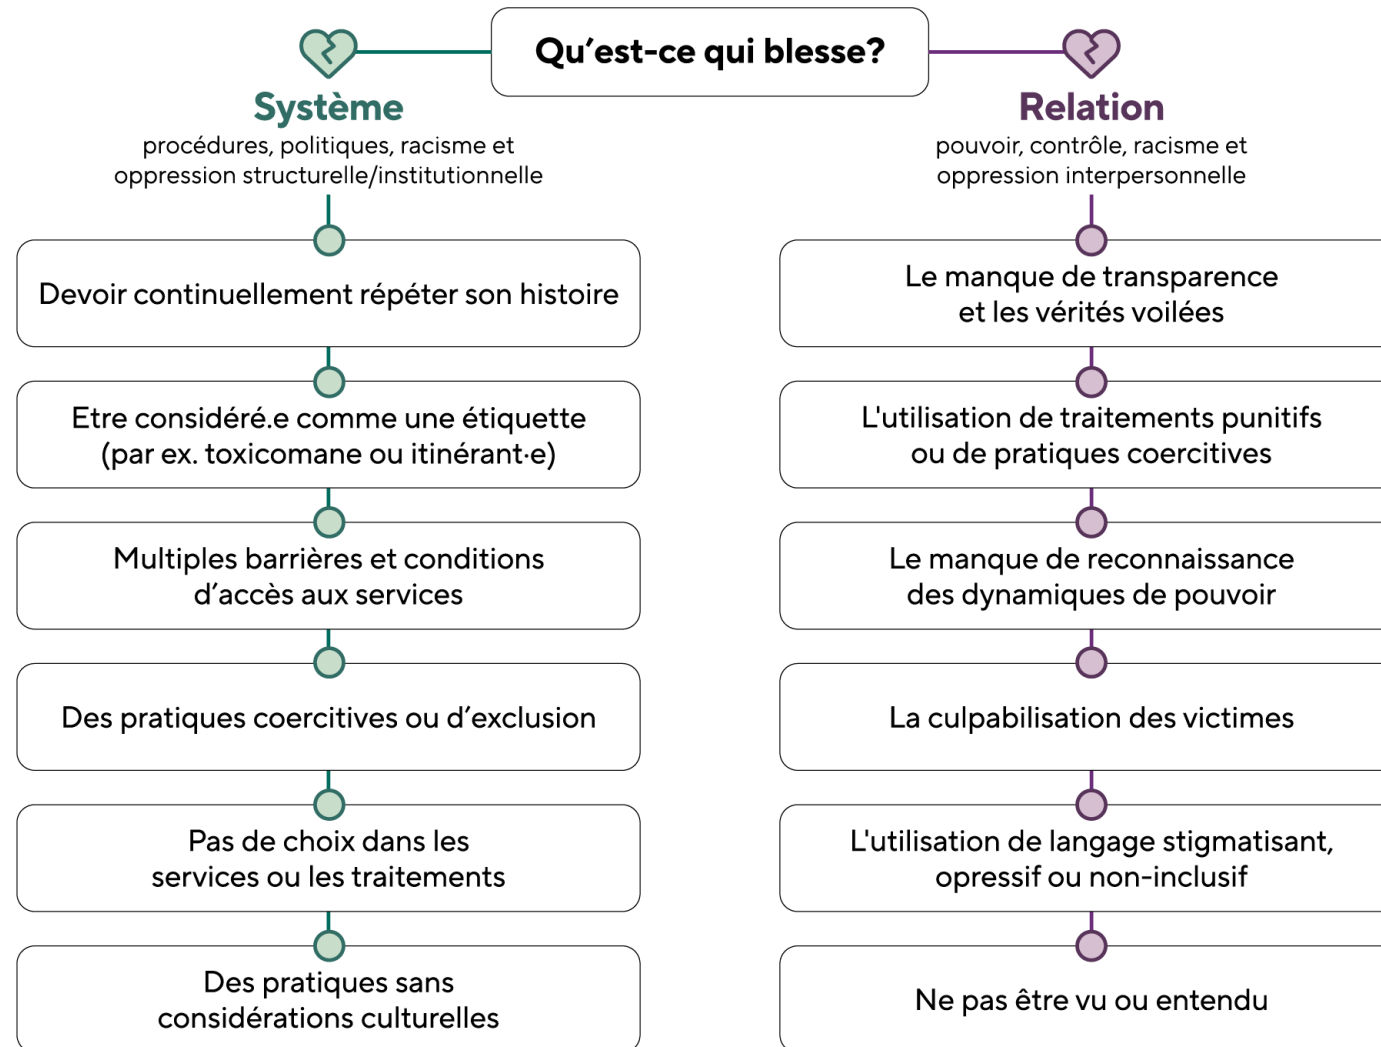 Qu’est-ce qui blesse?
Système
procédures, politiques, racisme et
oppression structurelle/institutionnelle
Devoir continuellement répéter son histoire
Etre considéré.e comme une étiquette
(par ex. toxicomane ou itinérant·e)
Multiples barrières et conditions
d’accès aux services
Des pratiques coercitives ou d’exclusion
Pas de choix dans les
services ou les traitements
Des pratiques sans
considérations culturelles
Relation
pouvoir, contrôle, racisme et
oppression interpersonnelle
Le manque de transparence
et les vérités voilées
L'utilisation de traitements punitifs
ou de pratiques coercitives
Le manque de reconnaissance
des dynamiques de pouvoir
La culpabilisation des victimes
L'utilisation de langage stigmatisant,
opressif ou non-inclusif
Ne pas être vu ou entendu